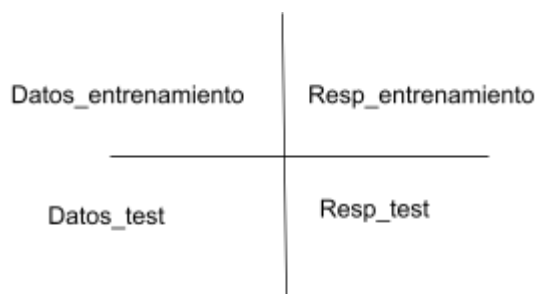 Datos_entrenamiento
Resp_entrenamiento
Datos_test
Resp_test